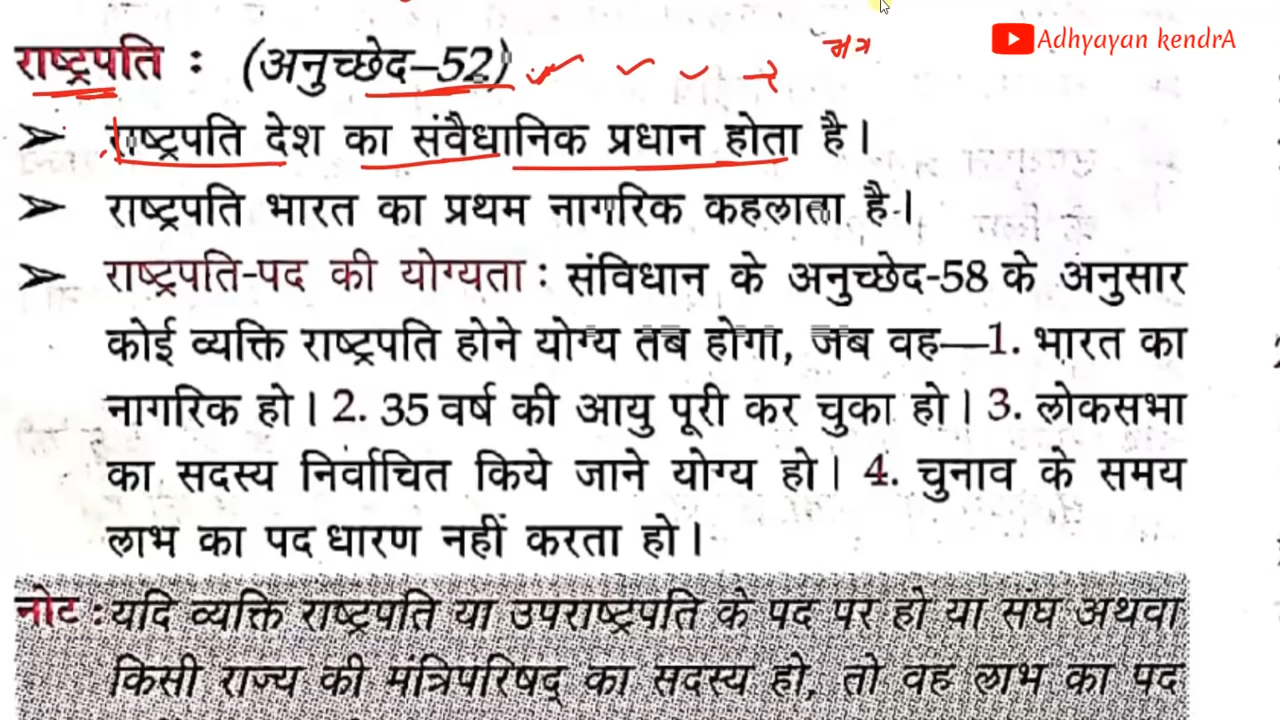 Adhyayan kendrA
राष्ट्रपति : (अनुच्छेद–52)
➤ राष्ट्रपति देश का संवैधानिक प्रधान होता है।
➤ राष्ट्रपति भारत का प्रथम नागरिक कहलाता है।
➤ राष्ट्रपति-पद की योग्यता : संविधान के अनुच्छेद-58 के अनुसार
कोई व्यक्ति राष्ट्रपति होने योग्य तब होगा, जब वह—1. भारत का
नागरिक हो। 2. 35 वर्ष की आयु पूरी कर चुका हो। 3. लोकसभा
का सदस्य निर्वाचित किये जाने योग्य हो। 4. चुनाव के समय
लाभ का पद धारण नहीं करता हो।
नोट : यदि व्यक्ति राष्ट्रपति या उपराष्ट्रपति के पद पर हो या संघ अथवा
किसी राज्य की मंत्रिपरिषद् का सदस्य हो, तो वह लाभ का पद